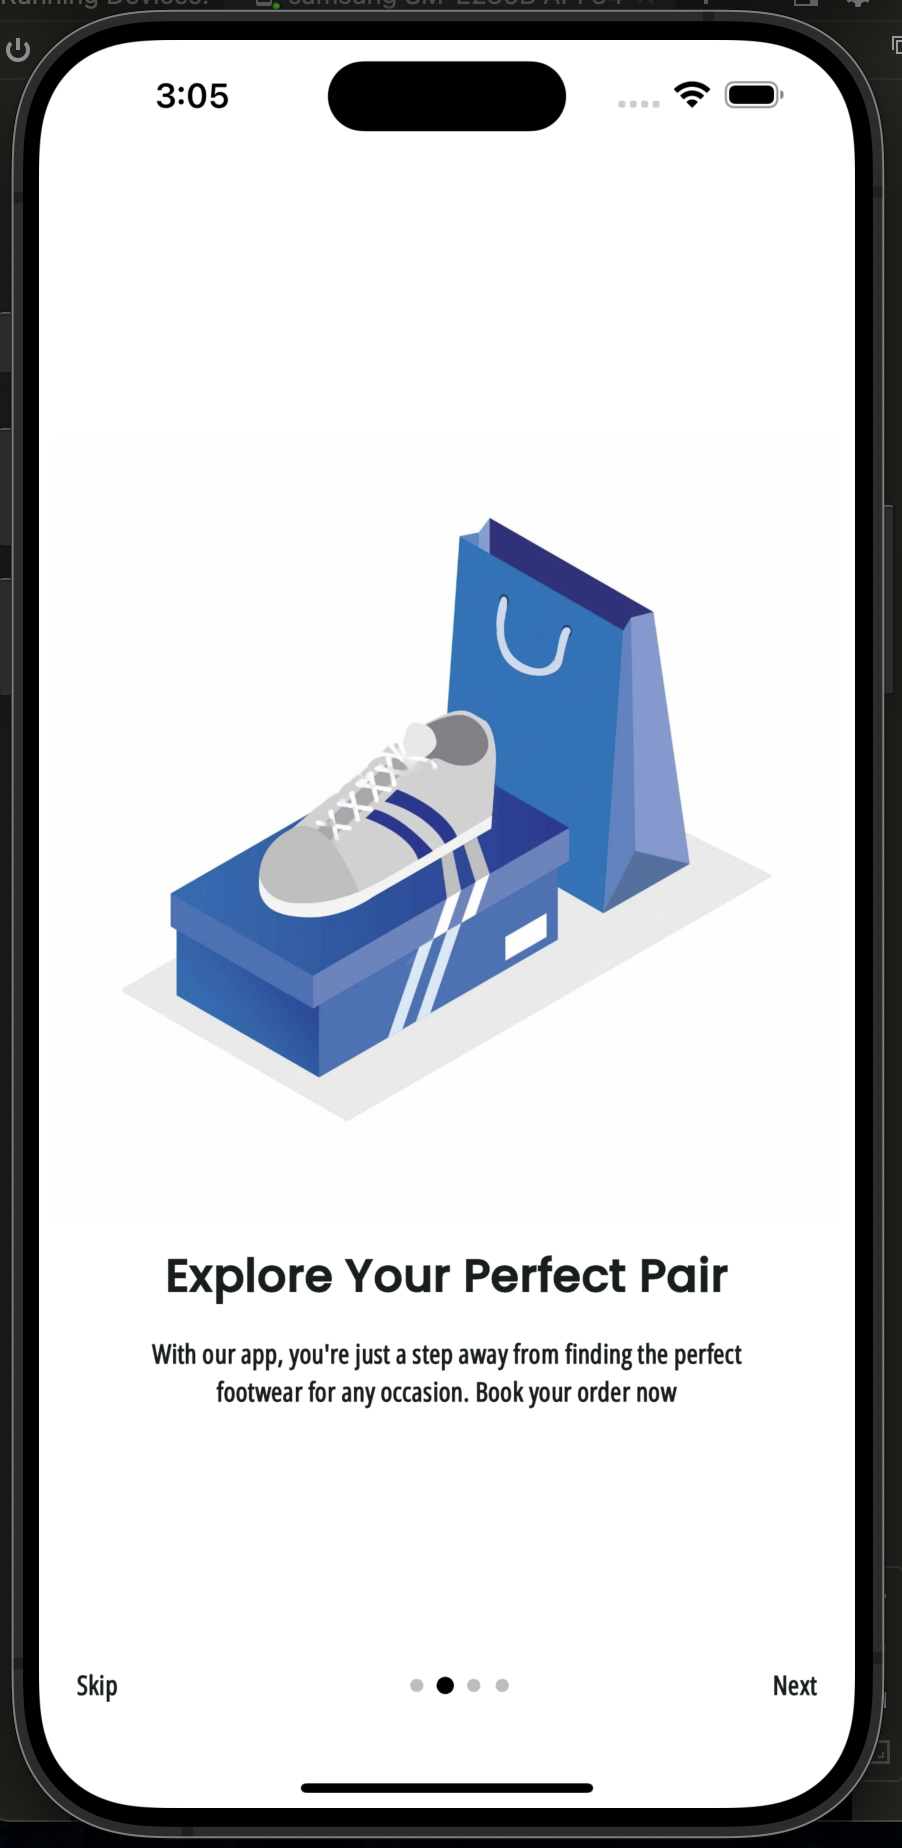 3:05
Explore Your Perfect Pair
With our app, you're just a step away from finding the perfect
footwear for any occasion. Book your order now
Skip
Next